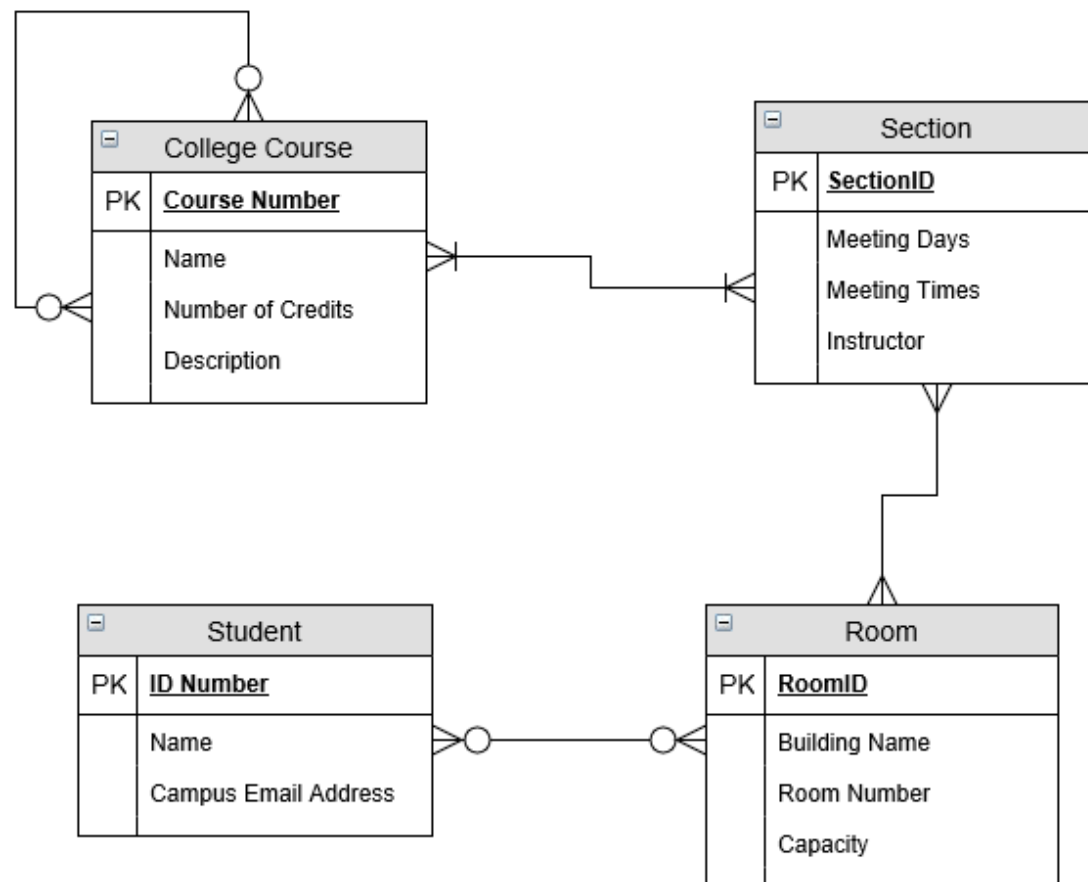 College Course
PK Course Number
Name
Number of Credits
Description
Section
PK SectionID
Meeting Days
Meeting Times
Instructor
Student
PK ID Number
Name
Campus Email Address
Room
PK RoomID
Building Name
Room Number
Capacity